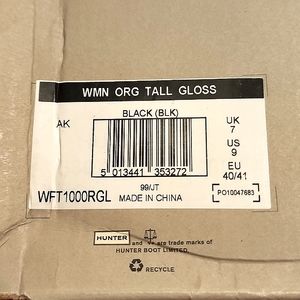 WMN ORG TALL GLOSS
AK
BLACK (BLK)
UK
7
US
9
EU
40/41
5 013441 353272
99/JT
WFT1000RGL
MADE IN CHINA
PO10047683
HUNTER and are trade marks of
HUNTER BOOT LIMITED
RECYCLE